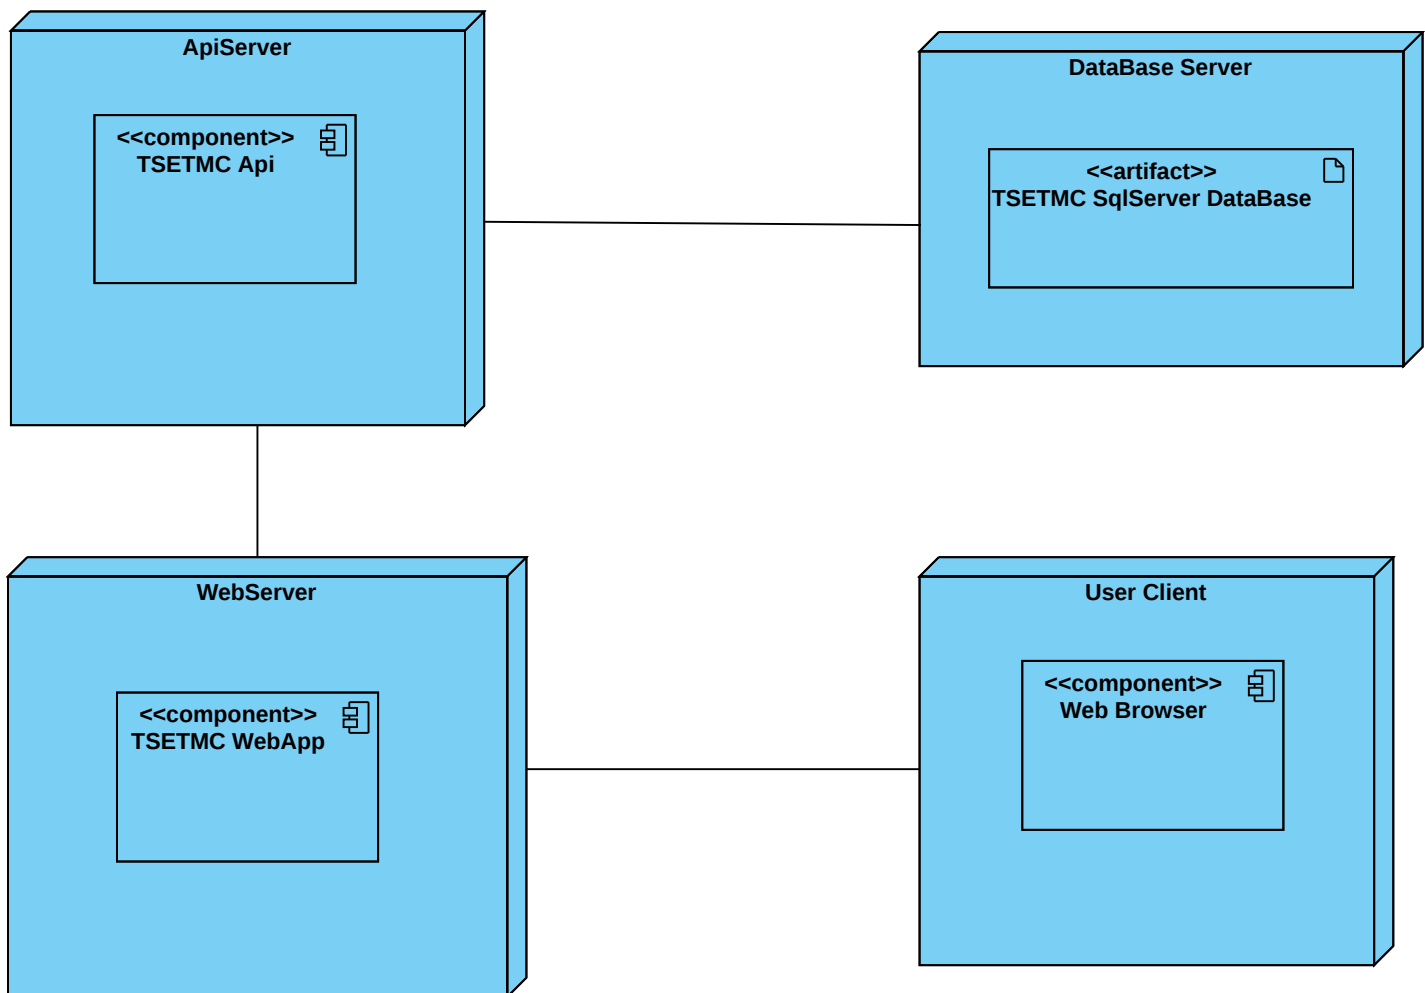 ApiServer
<<component>>
TSETMC Api
DataBase Server
<<artifact>>
TSETMC SqlServer DataBase
WebServer
<<component>>
TSETMC WebApp
User Client
<<component>>
Web Browser